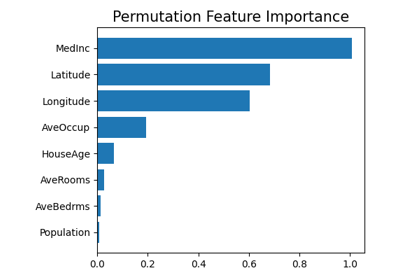 Permutation Feature Importance
MedInc
Latitude
Longitude
AveOccup
HouseAge
AveRooms
AveBedrms
Population
0.0 0.2 0.4 0.6 0.8 1.0